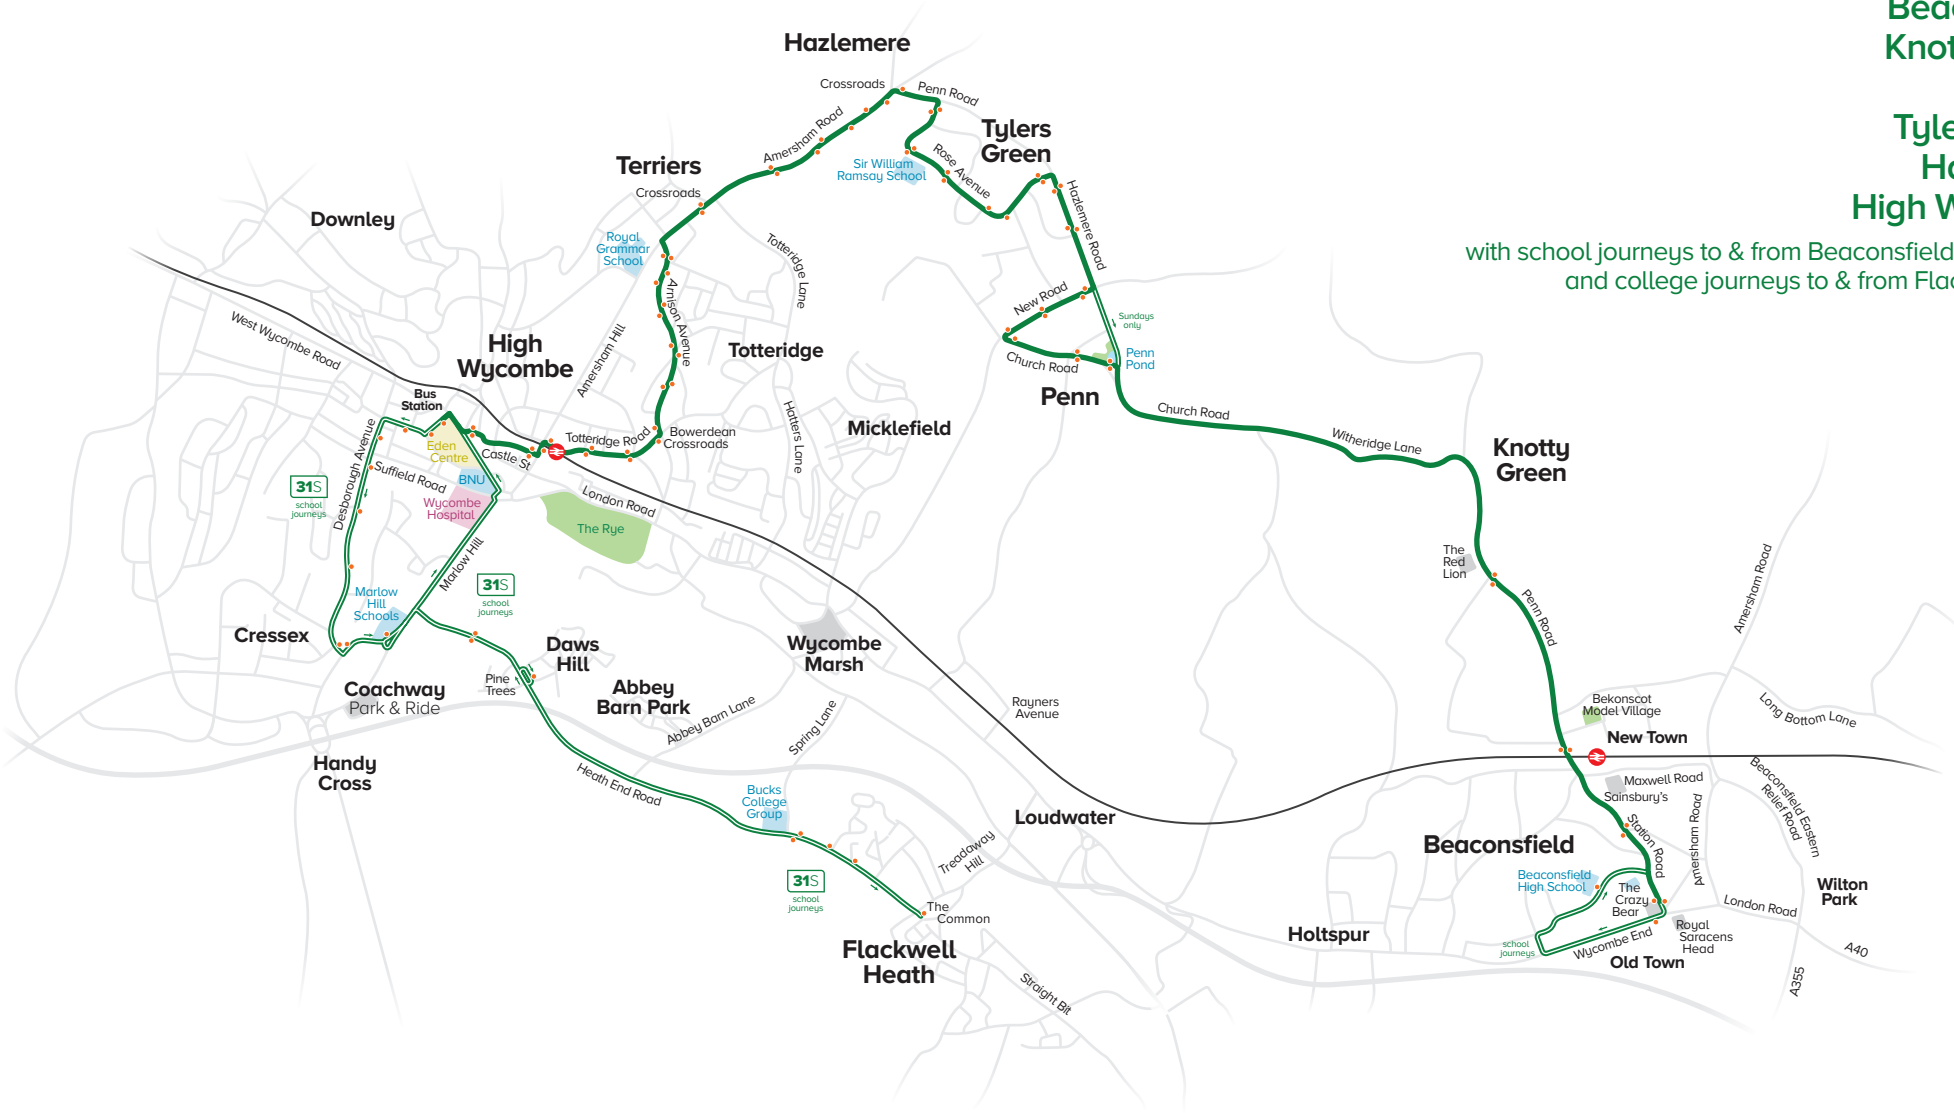 Hazlemere
Crossroads
Penn Road
Amersham Road
Tylers
Green
Sir William
Ramsay School
Rose Avenue
Hazlemere Road
Terriers
Crossroads
Downley
Royal
Grammar
School
Totteridge Lane
Arnison Avenue
New Road
Sundays
only
Penn
Pond
Church Road
Penn
Church Road
Witheridge Lane
Knotty
Green
West Wycombe Road
High
Wycombe
Amersham Hill
Totteridge
Hatters Lane
Micklefield
Bus
Station
Eden
Centre
Castle St
Totteridge Road
Bowerdean
Crossroads
Desborough Avenue
Suffield Road
BNU
Wycombe
Hospital
London Road
The Rye
31S
school
journeys
Marlow Hill
31S
school
journeys
Marlow
Hill
Schools
Cressex
Daws
Hill
Pine
Trees
Coachway
Park & Ride
Abbey
Barn Park
Abbey Barn Lane
Wycombe
Marsh
Spring Lane
Rayners
Avenue
Handy
Cross
Heath End Road
Bucks
College
Group
31S
school
journeys
Loudwater
Treadaway
Hill
The
Common
Flackwell
Heath
Straight Bit
The
Red
Lion
Penn Road
Amersham Road
Bekonscot
Model Village
Long Bottom Lane
New Town
Maxwell Road
Sainsbury's
Beaconsfield Eastern
Relief Road
Station Road
Amersham Road
Beaconsfield
Beaconsfield
High School
The
Crazy
Bear
Wilton
Park
London Road
Royal
Saracens
Head
Holtspur
school
journeys
Wycombe End
Old Town
A40
A355
Bea
Knot
Tyle
Ha
High W
with school journeys to & from Beaconsfield
and college journeys to & from Flac